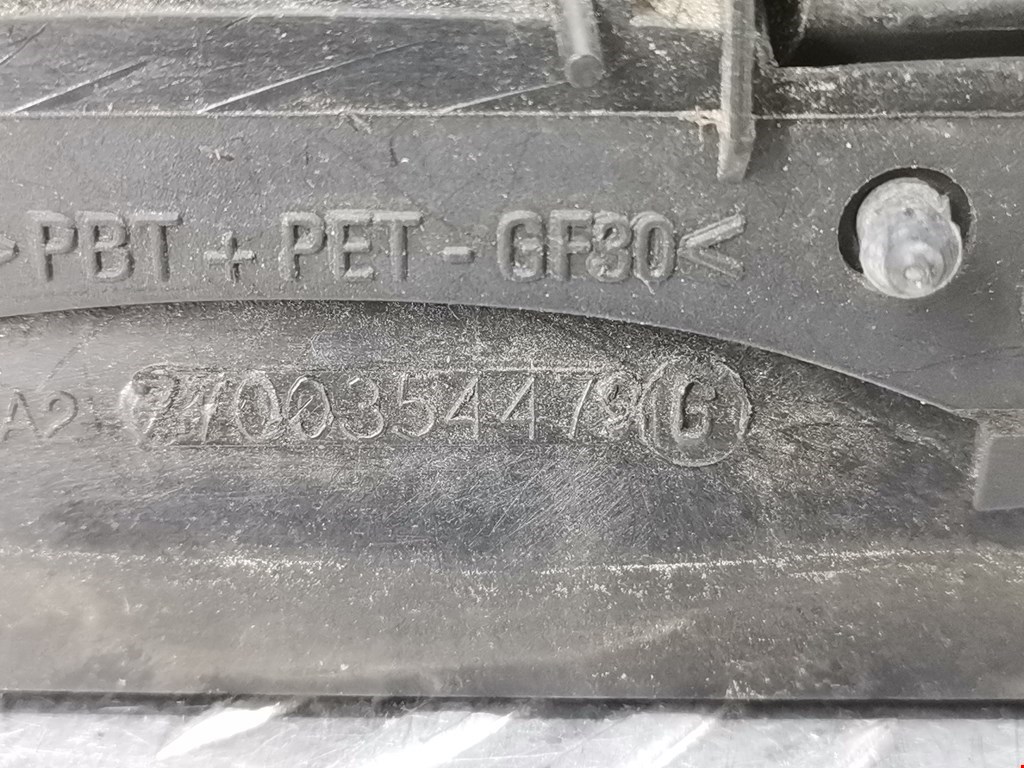 >PBT + PET - GF30<
A2 7700354479 G